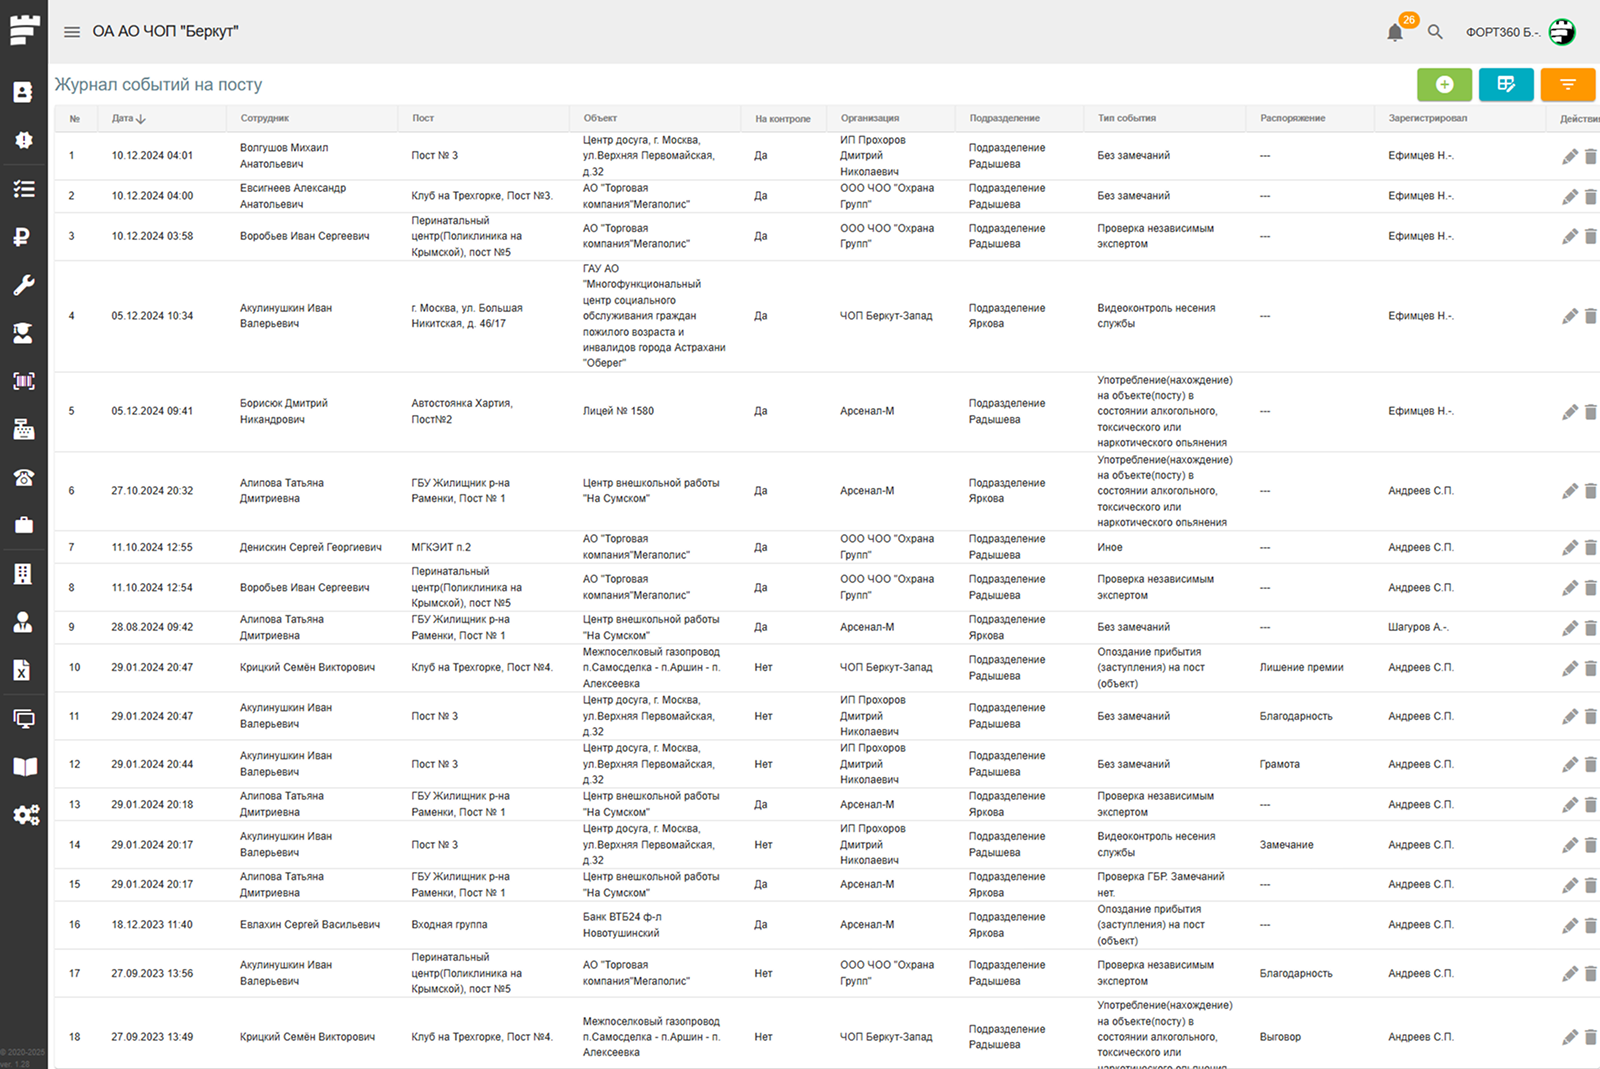 ОА АО ЧОП "Беркут"
26
ФОРТ360 Б.-.
Журнал событий на посту
№ Дата Сотрудник Пост Объект На контроле Организация Подразделение Тип события Распоряжение Зарегистрировал Действия
1 10.12.2024 04:01 Волгушов Михаил Анатольевич Пост № 3 Центр досуга, г. Москва, ул.Верхняя Первомайская, д.32 Да ИП Прохоров Дмитрий Николаевич Подразделение Радышева Без замечаний --- Ефимцев Н.-.
2 10.12.2024 04:00 Евсигнеев Александр Анатольевич Клуб на Трехгорке, Пост №3. АО "Торговая компания"Мегаполис" Да ООО ЧОО "Охрана Групп" Подразделение Радышева Без замечаний --- Ефимцев Н.-.
3 10.12.2024 03:58 Воробьев Иван Сергеевич Перинатальный центр(Поликлиника на Крымской), пост №5 АО "Торговая компания"Мегаполис" Да ООО ЧОО "Охрана Групп" Подразделение Радышева Проверка независимым экспертом --- Ефимцев Н.-.
4 05.12.2024 10:34 Акулинушкин Иван Валерьевич г. Москва, ул. Большая Никитская, д. 46/17 ГАУ АО "Многофункциональный центр социального обслуживания граждан пожилого возраста и инвалидов города Астрахани "Оберег" Да ЧОП Беркут-Запад Подразделение Яркова Видеоконтроль несения службы --- Ефимцев Н.-.
5 05.12.2024 09:41 Борисюк Дмитрий Никандрович Автостоянка Хартия, Пост№2 Лицей № 1580 Да Арсенал-М Подразделение Радышева Употребление(нахождение) на объекте(посту) в состоянии алкогольного, токсического или наркотического опьянения --- Ефимцев Н.-.
6 27.10.2024 20:32 Алипова Татьяна Дмитриевна ГБУ Жилищник р-на Раменки, Пост № 1 Центр внешкольной работы "На Сумском" Да Арсенал-М Подразделение Яркова Употребление(нахождение) на объекте(посту) в состоянии алкогольного, токсического или наркотического опьянения --- Андреев С.П.
7 11.10.2024 12:55 Денискин Сергей Георгиевич МГКЭИТ п.2 АО "Торговая компания"Мегаполис" Да ООО ЧОО "Охрана Групп" Подразделение Радышева Иное --- Андреев С.П.
8 11.10.2024 12:54 Воробьев Иван Сергеевич Перинатальный центр(Поликлиника на Крымской), пост №5 АО "Торговая компания"Мегаполис" Да ООО ЧОО "Охрана Групп" Подразделение Радышева Проверка независимым экспертом --- Андреев С.П.
9 28.08.2024 09:42 Алипова Татьяна Дмитриевна ГБУ Жилищник р-на Раменки, Пост № 1 Центр внешкольной работы "На Сумском" Да Арсенал-М Подразделение Яркова Без замечаний --- Шагуров А.-.
10 29.01.2024 20:47 Крицкий Семён Викторович Клуб на Трехгорке, Пост №4. Межпоселковый газопровод п.Самосделка - п.Аршин - п. Алексеевка Нет ЧОП Беркут-Запад Подразделение Радышева Опоздание прибытия (заступления) на пост (объект) Лишение премии Андреев С.П.
11 29.01.2024 20:47 Акулинушкин Иван Валерьевич Пост № 3 Центр досуга, г. Москва, ул.Верхняя Первомайская, д.32 Нет ИП Прохоров Дмитрий Николаевич Подразделение Радышева Без замечаний Благодарность Андреев С.П.
12 29.01.2024 20:44 Акулинушкин Иван Валерьевич Пост № 3 Центр досуга, г. Москва, ул.Верхняя Первомайская, д.32 Нет ИП Прохоров Дмитрий Николаевич Подразделение Радышева Без замечаний Грамота Андреев С.П.
13 29.01.2024 20:18 Алипова Татьяна Дмитриевна ГБУ Жилищник р-на Раменки, Пост № 1 Центр внешкольной работы "На Сумском" Да Арсенал-М Подразделение Яркова Проверка независимым экспертом --- Андреев С.П.
14 29.01.2024 20:17 Акулинушкин Иван Валерьевич Пост № 3 Центр досуга, г. Москва, ул.Верхняя Первомайская, д.32 Нет ИП Прохоров Дмитрий Николаевич Подразделение Радышева Видеоконтроль несения службы Замечание Андреев С.П.
15 29.01.2024 20:17 Алипова Татьяна Дмитриевна ГБУ Жилищник р-на Раменки, Пост № 1 Центр внешкольной работы "На Сумском" Да Арсенал-М Подразделение Яркова Проверка ГБР. Замечаний нет. --- Андреев С.П.
16 18.12.2023 11:40 Евлахин Сергей Васильевич Входная группа Банк ВТБ24 ф-л Новотушинский Да Арсенал-М Подразделение Яркова Опоздание прибытия (заступления) на пост (объект) --- Андреев С.П.
17 27.09.2023 13:56 Акулинушкин Иван Валерьевич Перинатальный центр(Поликлиника на Крымской), пост №5 АО "Торговая компания"Мегаполис" Нет ООО ЧОО "Охрана Групп" Подразделение Радышева Проверка независимым экспертом Благодарность Андреев С.П.
18 27.09.2023 13:49 Крицкий Семён Викторович Клуб на Трехгорке, Пост №4. Межпоселковый газопровод п.Самосделка - п.Аршин - п. Алексеевка Нет ЧОП Беркут-Запад Подразделение Радышева Употребление(нахождение) на объекте(посту) в состоянии алкогольного, токсического или наркотического опьянения Выговор Андреев С.П.
ver. 1.28